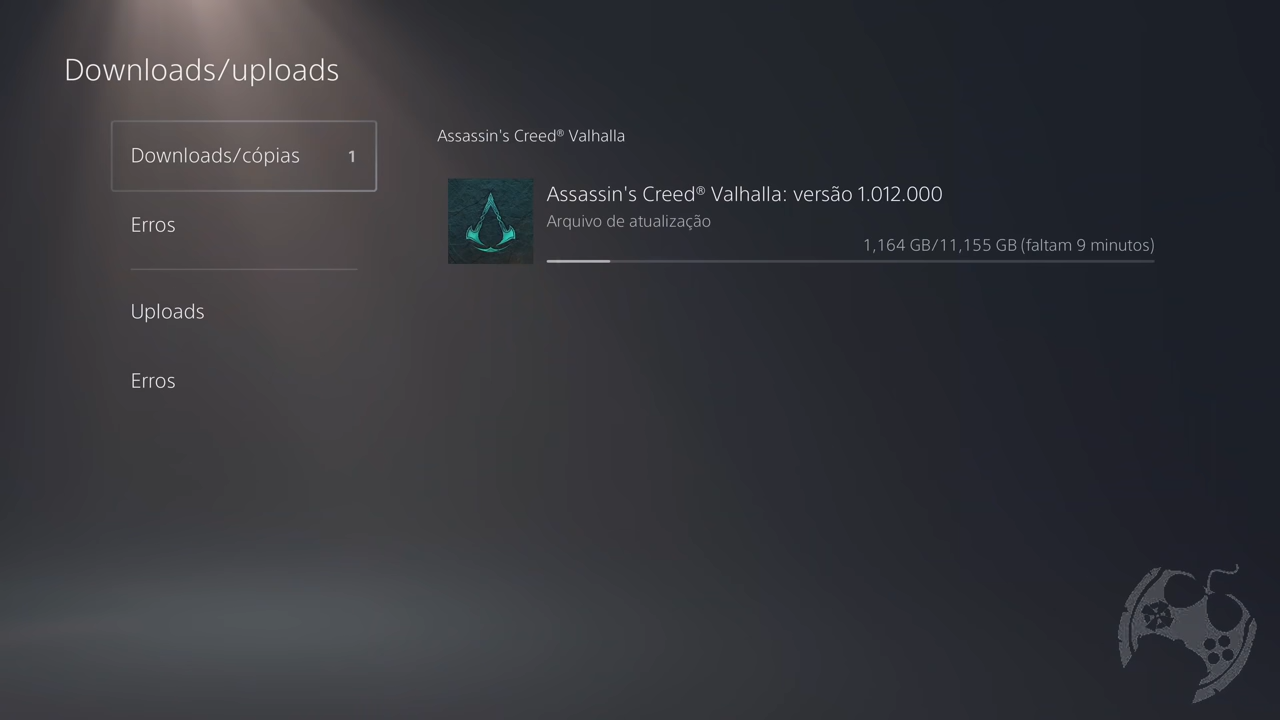 Downloads/uploads
Downloads/cópias 1
Erros
Uploads
Erros
Assassin's Creed® Valhalla
Assassin's Creed® Valhalla: versão 1.012.000
Arquivo de atualização
1,164 GB/11,155 GB (faltam 9 minutos)